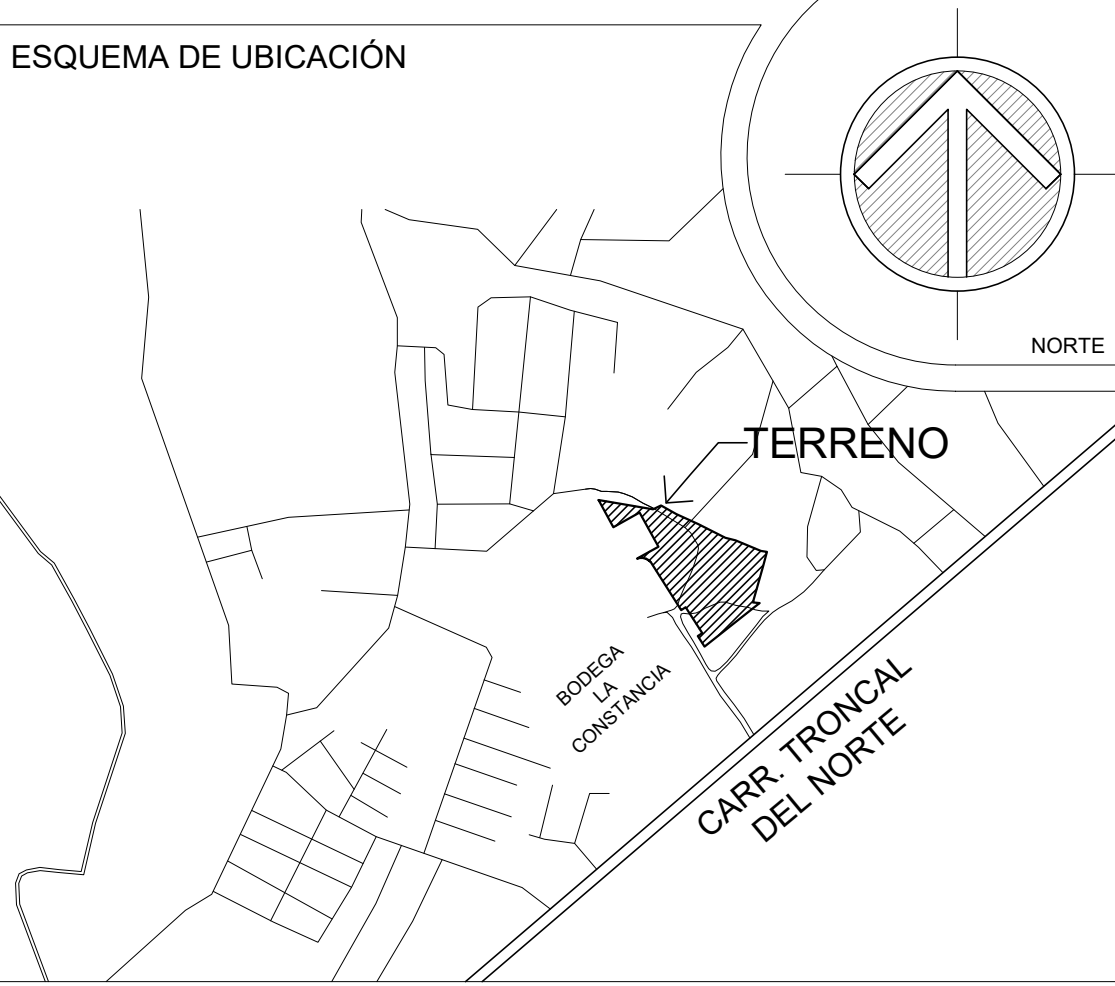 ESQUEMA DE UBICACIÓN
NORTE
TERRENO
BODEGA
LA
CONSTANCIA
CARR. TRONCAL
DEL NORTE